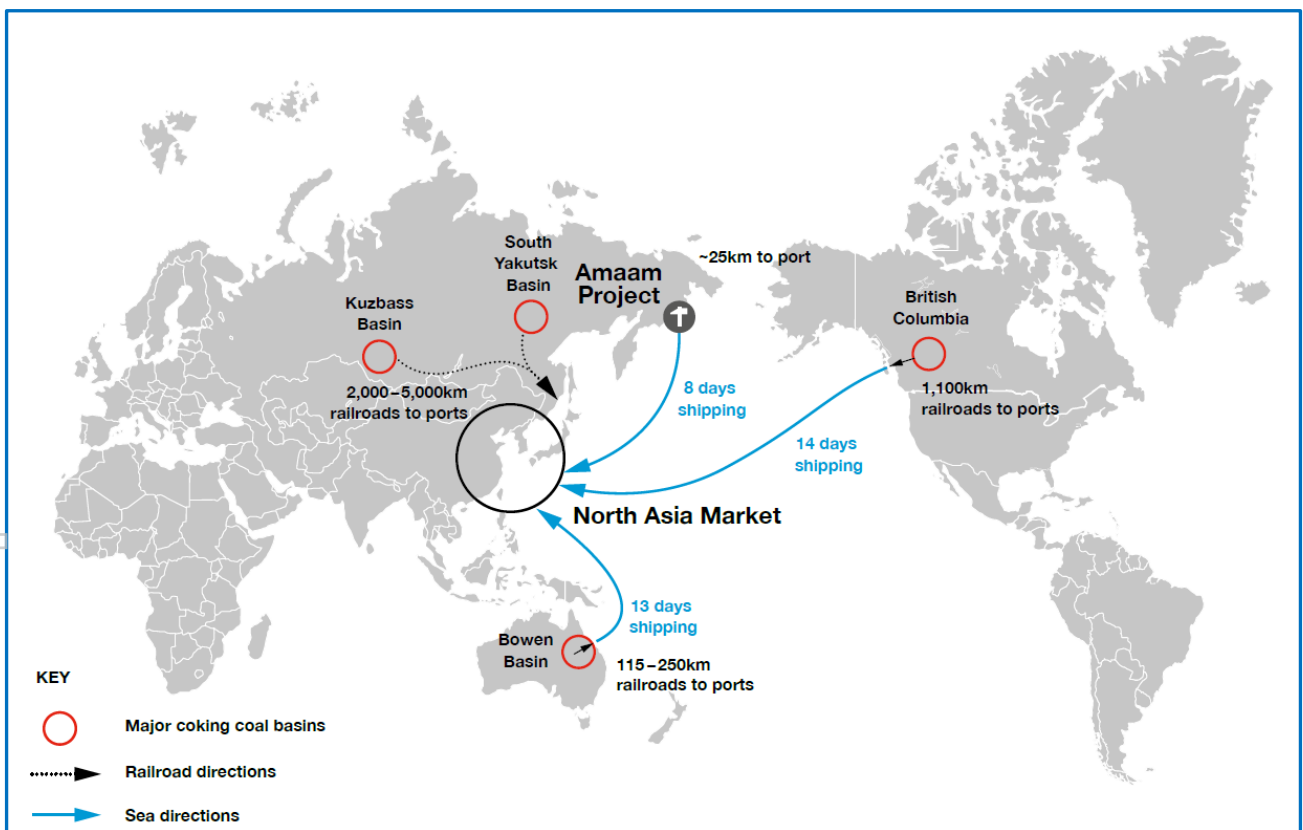 South
Yakutsk
Basin
Amaam
Project
~25km to port
Kuzbass
Basin
British
Columbia
2,000–5,000km
railroads to ports
8 days
shipping
1,100km
railroads to ports
14 days
shipping
North Asia Market
13 days
shipping
Bowen
Basin
115–250km
railroads to ports
KEY
Major coking coal basins
Railroad directions
Sea directions